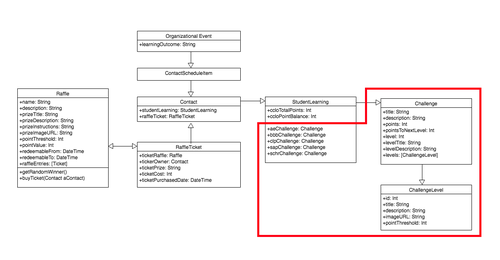 Organizational Event
+learningOutcome: String
ContactScheduleItem
Raffle
+name: String
+description: String
+prizeTitle: String
+prizeDescription: String
+prizeInstructions: String
+prizeImageURL: String
+pointThreshold: Int
+pointValue: Int
+redeemableFrom: DateTime
+redeemableTo: DateTime
+raffleEntries: [Ticket]
+getRandomWinner()
+buyTicket(Contact aContact)
Contact
+studentLearning: StudentLearning
+raffleTicket: RaffleTicket
RaffleTicket
+ticketRaffle: Raffle
+ticketOwner: Contact
+ticketPrize: String
+ticketCost: Int
+ticketPurchasedDate: DateTime
StudentLearning
+ccloTotalPoints: Int
+ccloPointBalance: Int
+aeChallenge: Challenge
+bbbChallenge: Challenge
+ctpChallenge: Challenge
+sapChallenge: Challenge
+schrChallenge: Challenge
Challenge
+title: String
+description: String
+points: Int
+pointsToNextLevel: Int
+level: Int
+levelTitle: String
+levelDescription: String
+levels: [ChallengeLevel]
ChallengeLevel
+id: Int
+title: String
+description: String
+imageURL: String
+pointThreshold: Int